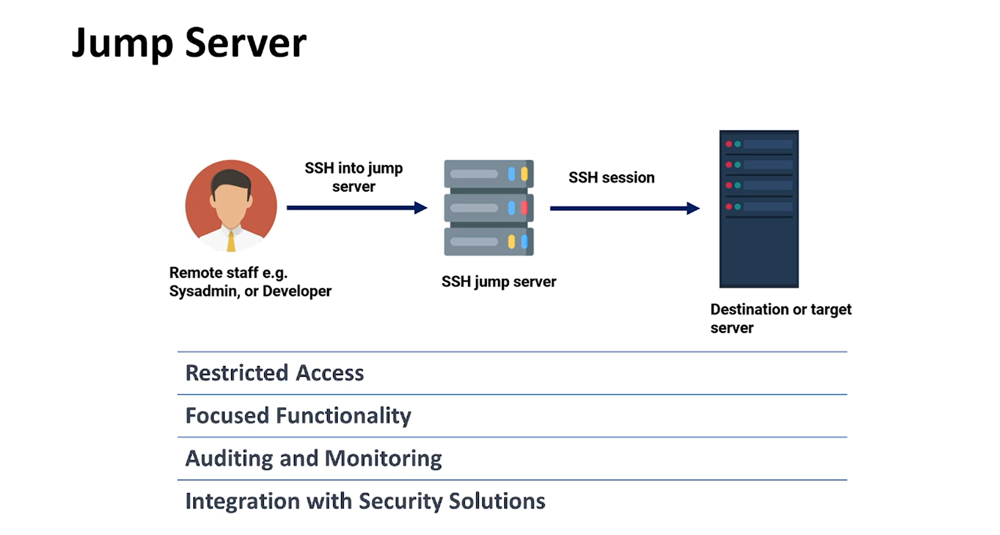 Jump Server
SSH into jump
server
SSH session
Remote staff e.g.
Sysadmin, or Developer
SSH jump server
Destination or target
server
Restricted Access
Focused Functionality
Auditing and Monitoring
Integration with Security Solutions